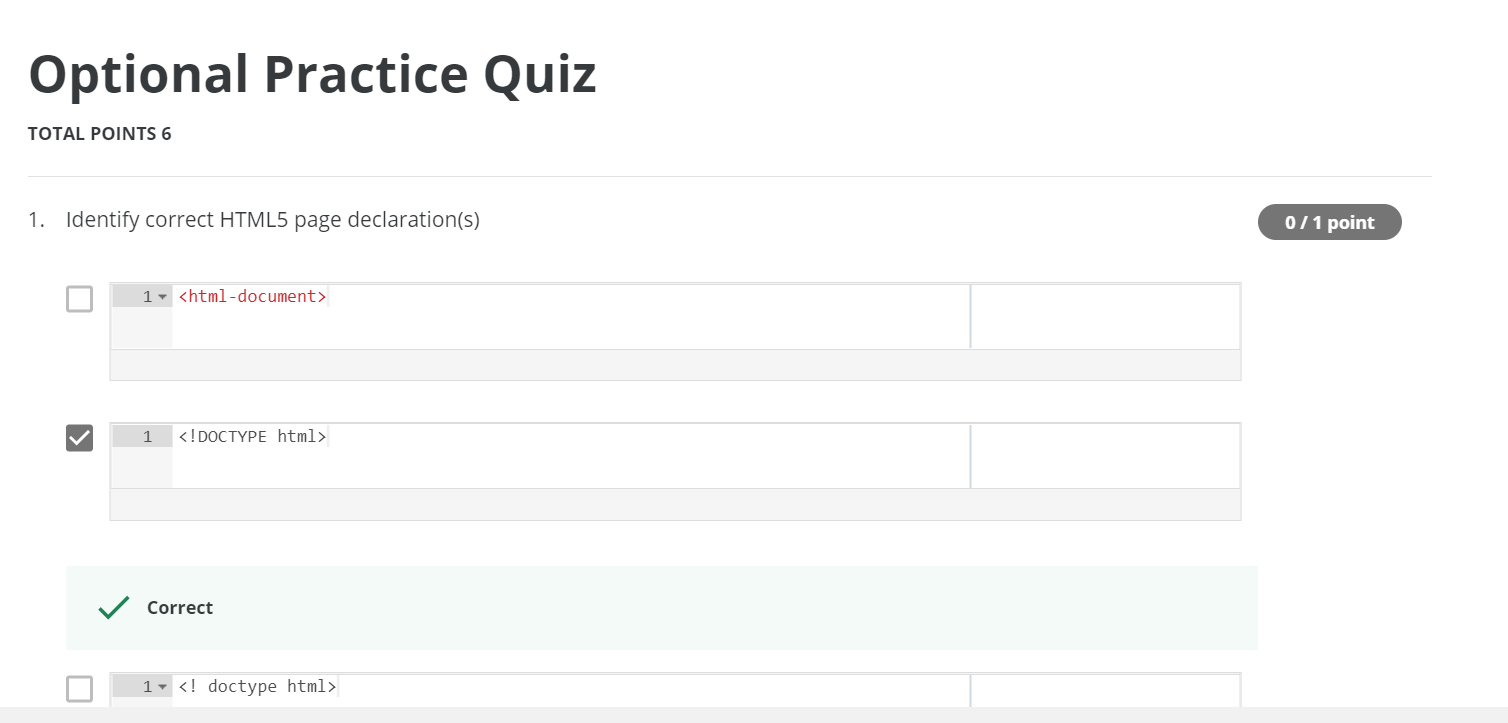 Optional Practice Quiz
TOTAL POINTS 6
1. Identify correct HTML5 page declaration(s)
0 / 1 point
1 <html-document>
1 <!DOCTYPE html>
Correct
1 <! doctype html>